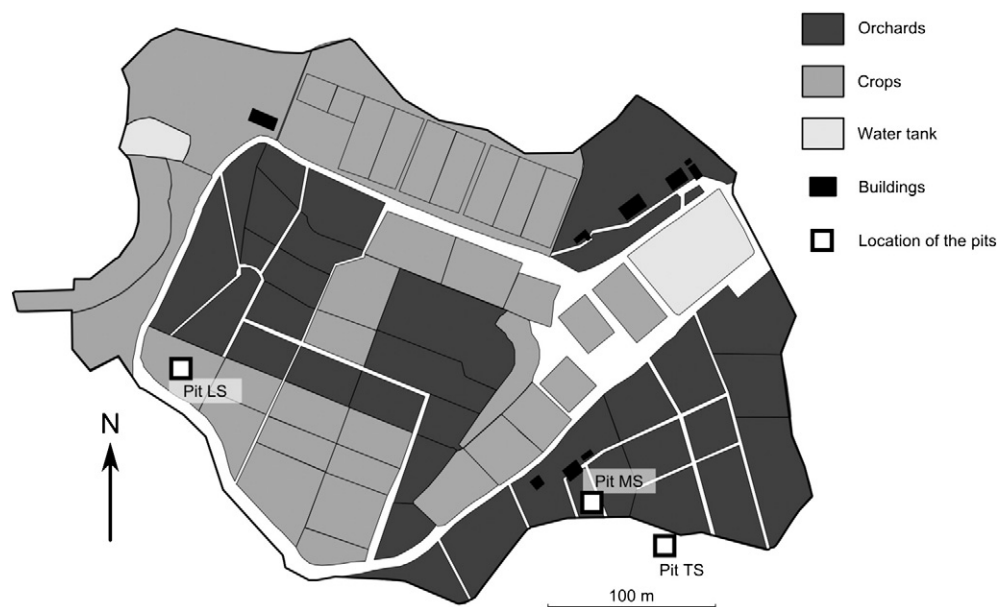 Orchards
Crops
Water tank
Buildings
Location of the pits
Pit LS
N
Pit MS
Pit TS
100 m